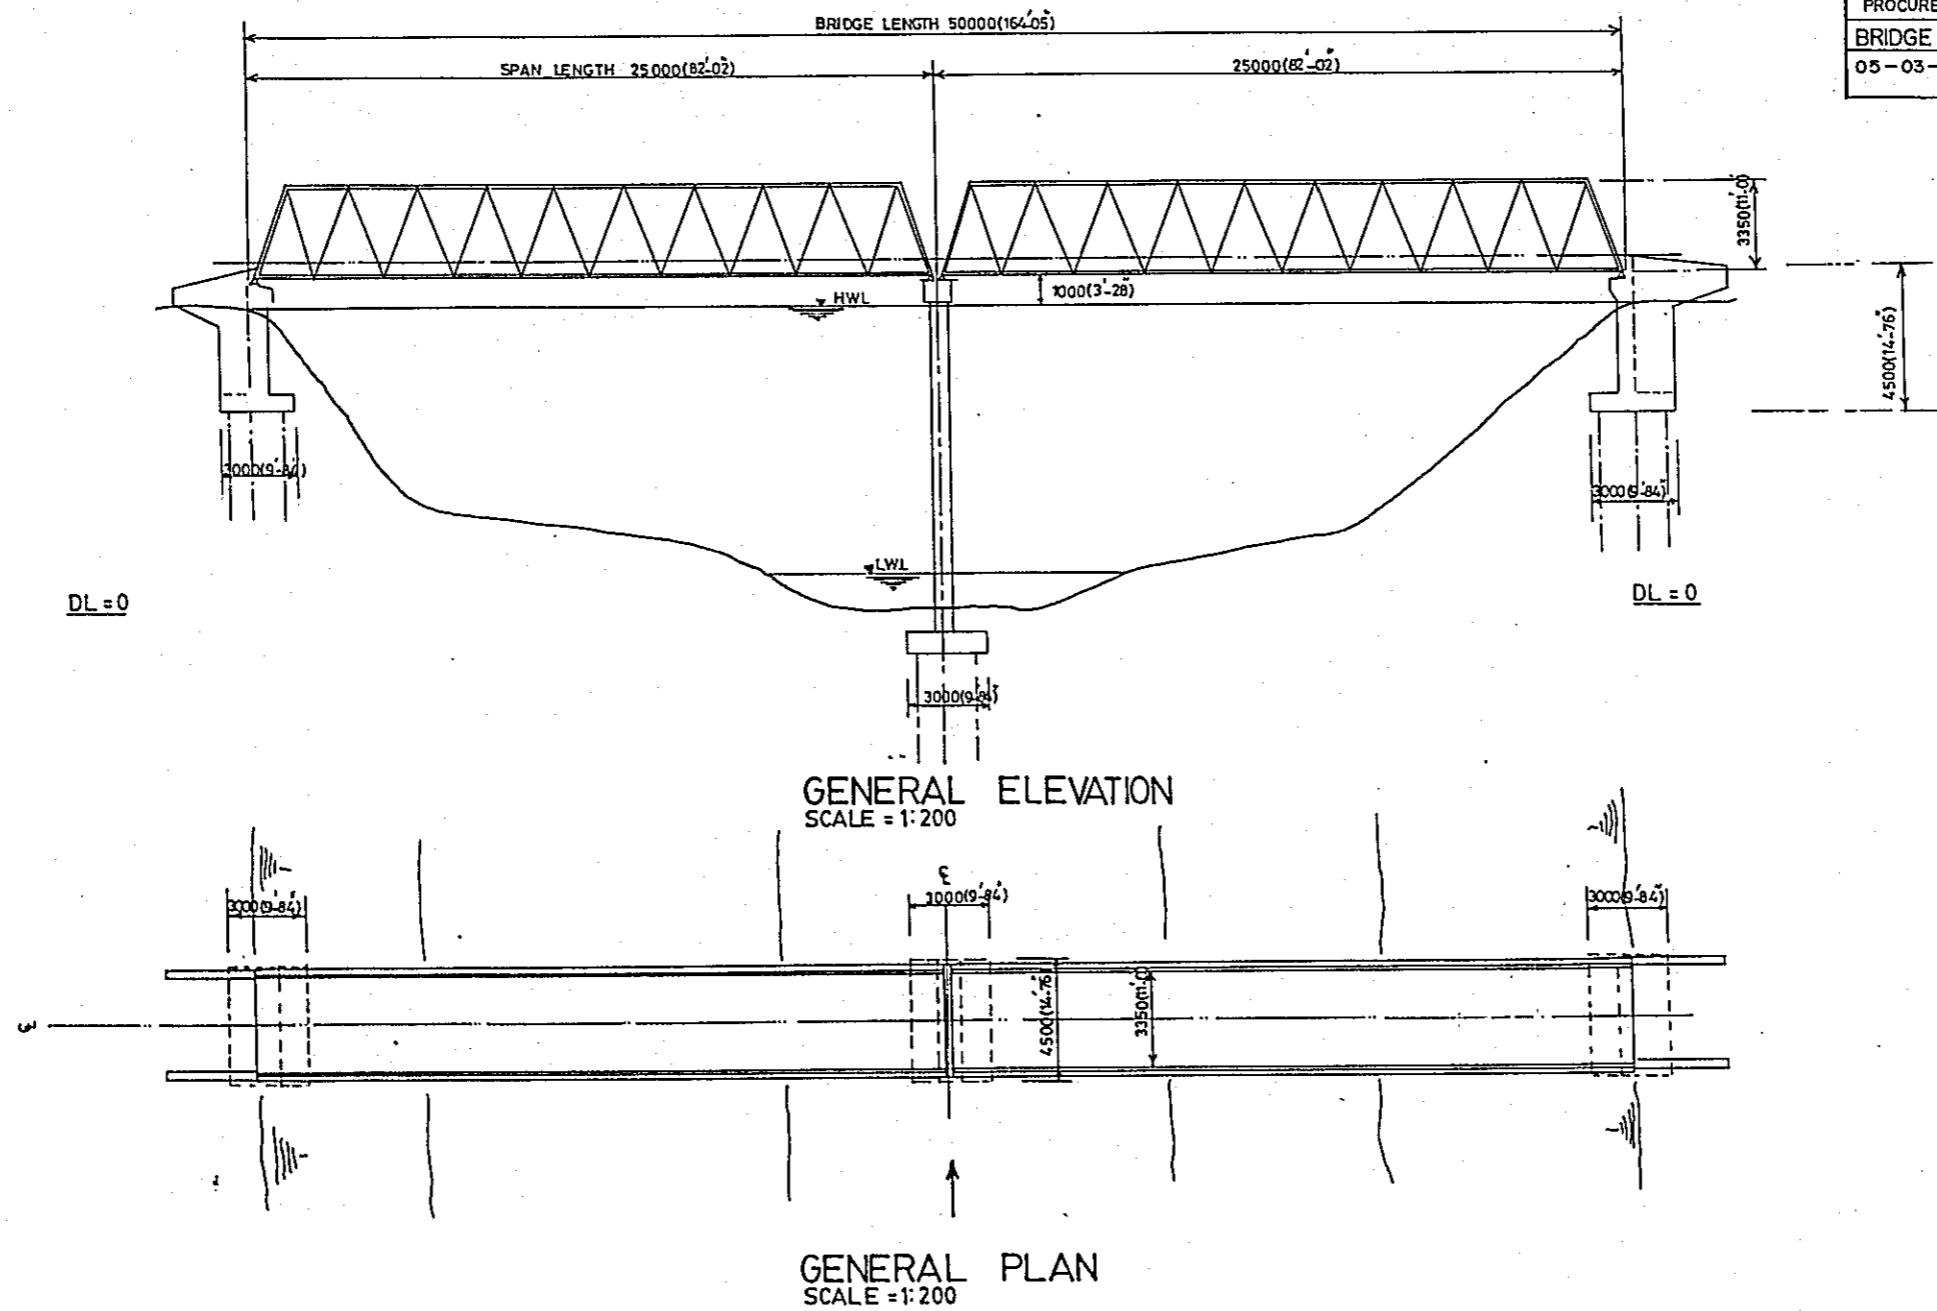 PROCURE
BRIDGE
05-03-
BRIDGE LENGTH 50000(164'-05")
SPAN LENGTH 25000(82'-02")
25000(82'-02")
3350(11'-0")
HWL
1000(3'-28")
4500(14'-76")
3000(9'-84")
3000(9'-84")
LWL
DL=0
DL=0
3000(9'-84")
GENERAL ELEVATION
SCALE = 1:200
3000(9'-84")
3000(9'-84")
3000(9'-84")
4500(14'-76")
3350(11'-0")
GENERAL PLAN
SCALE =1:200